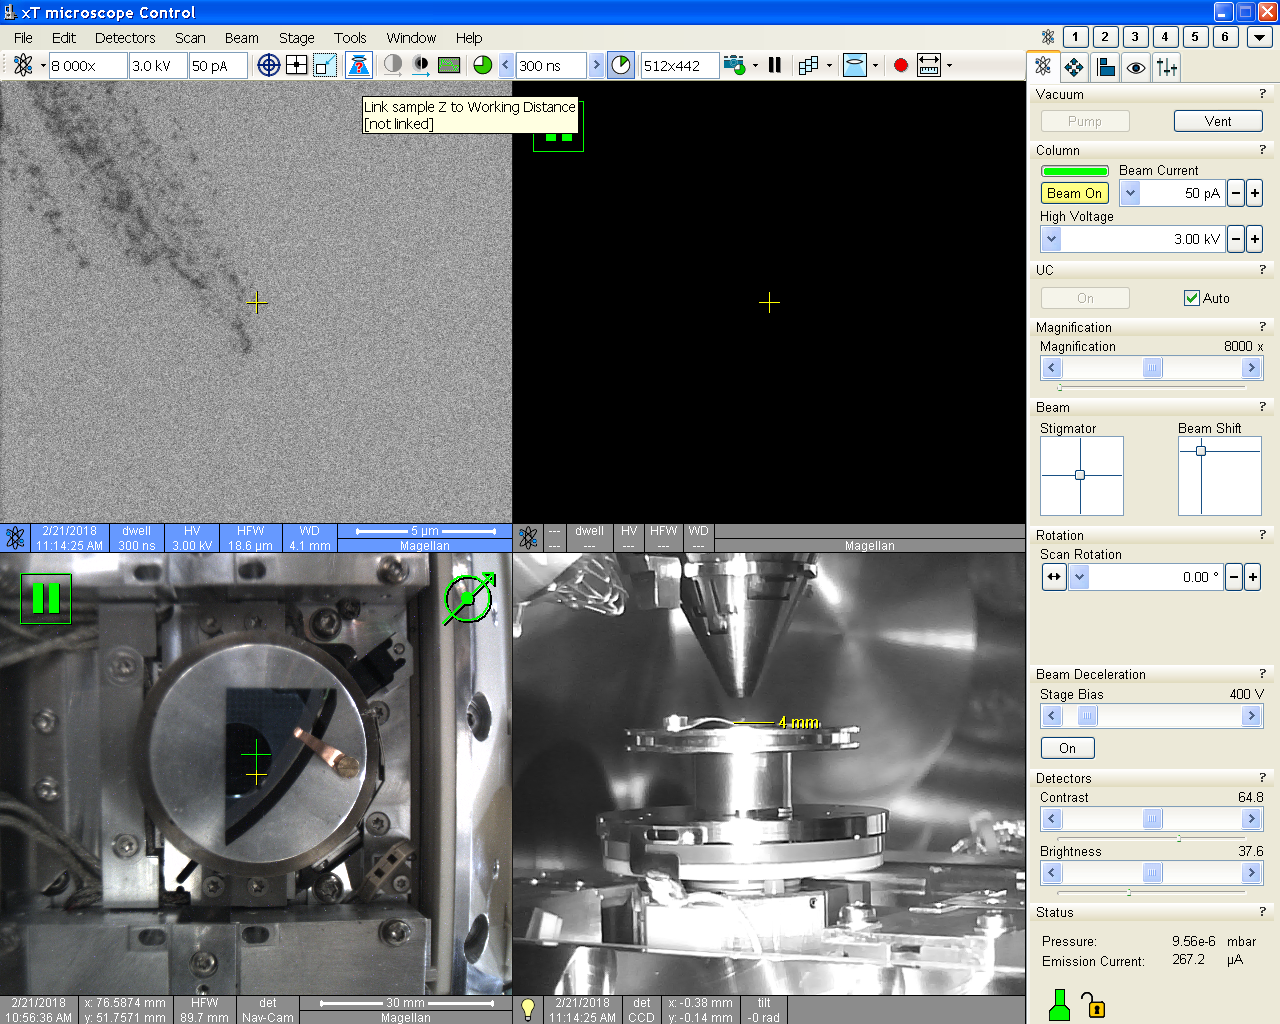 xT microscope Control
File Edit Detectors Scan Beam Stage Tools Window Help
1 2 3 4 5 6
8 000x 3.0 kV 50 pA 300 ns 512x442
Link sample Z to Working Distance
[not linked]
2/21/2018 dwell HV HFW WD 5 µm
11:14:25 AM 300 ns 3.00 kV 18.6 µm 4.1 mm Magellan
--- dwell HV HFW WD
--- --- --- --- --- Magellan
4 mm
2/21/2018 x: 76.5874 mm HFW det 30 mm
10:56:36 AM y: 51.7571 mm 89.7 mm Nav-Cam Magellan
2/21/2018 det x: -0.38 mm tilt
11:14:25 AM CCD y: -0.14 mm -0 rad
Vacuum ?
Pump Vent
Column ?
Beam Current
Beam On 50 pA
High Voltage
3.00 kV
UC ?
On Auto
Magnification ?
Magnification 8000 x
Beam ?
Stigmator Beam Shift
Rotation ?
Scan Rotation
0.00 °
Beam Deceleration ?
Stage Bias 400 V
On
Detectors ?
Contrast 64.8
Brightness 37.6
Status ?
Pressure: 9.56e-6 mbar
Emission Current: 267.2 µA